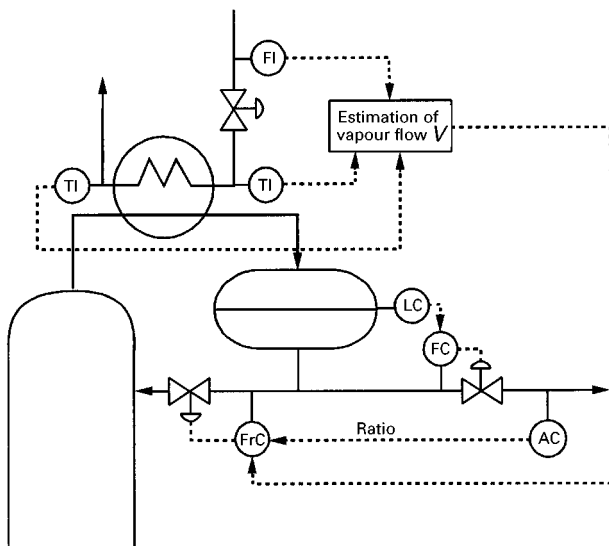 FI
Estimation of
vapour flow V
TI
TI
LC
FC
FrC
Ratio
AC